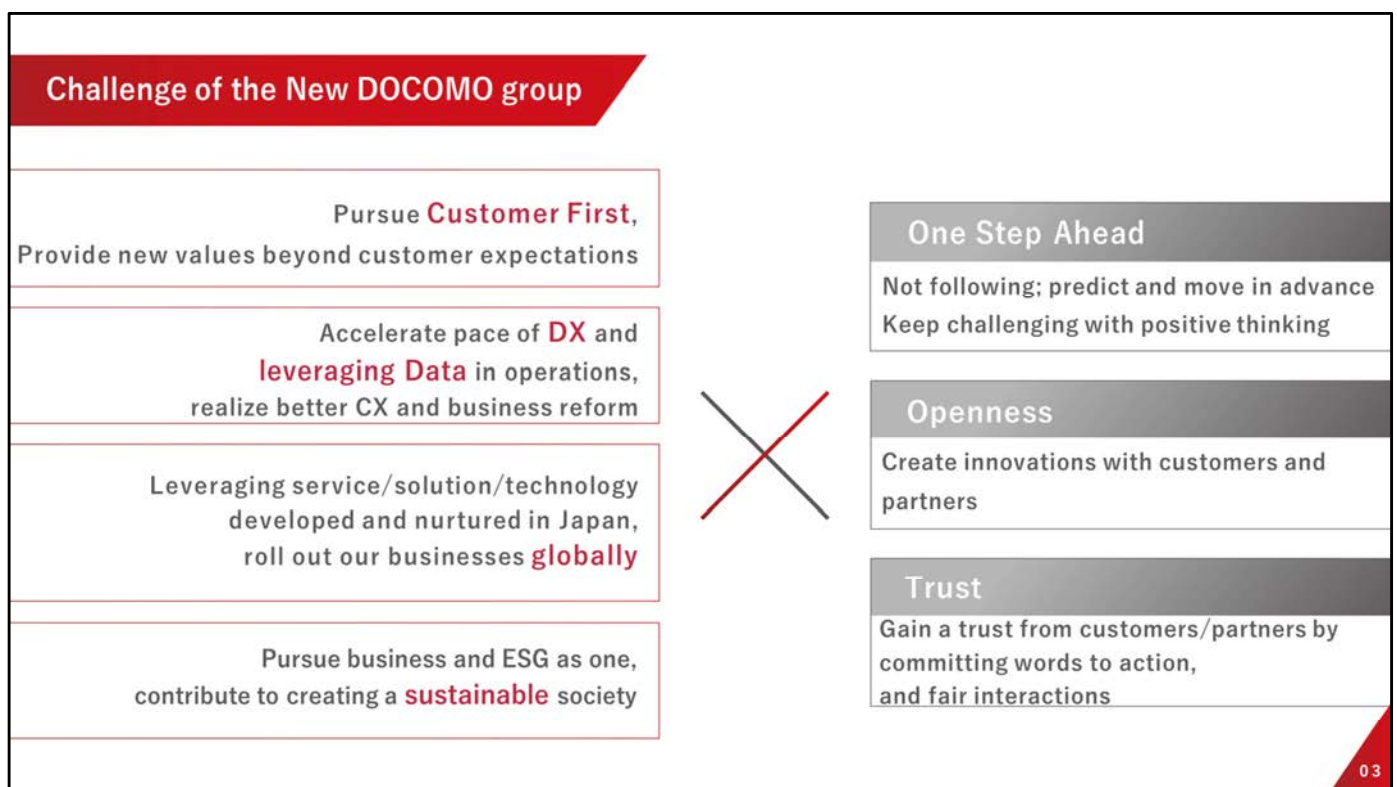 Challenge of the New DOCOMO group
Pursue Customer First,
Provide new values beyond customer expectations
Accelerate pace of DX and
leveraging Data in operations,
realize better CX and business reform
Leveraging service/solution/technology
developed and nurtured in Japan,
roll out our businesses globally
Pursue business and ESG as one,
contribute to creating a sustainable society
One Step Ahead
Not following; predict and move in advance
Keep challenging with positive thinking
Openness
Create innovations with customers and
partners
Trust
Gain a trust from customers/partners by
committing words to action,
and fair interactions
03